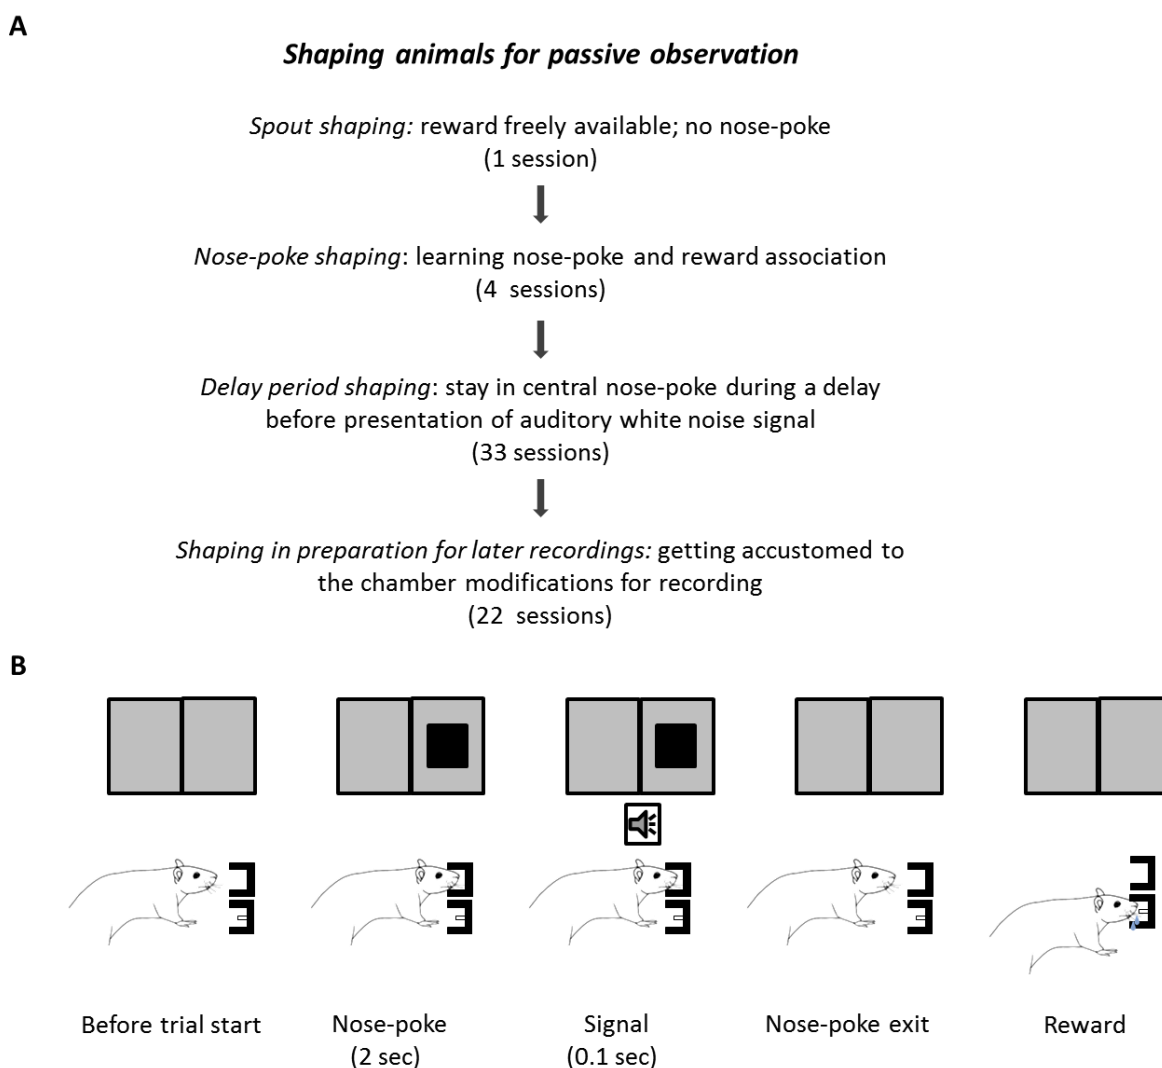 A
Shaping animals for passive observation
Spout shaping: reward freely available; no nose-poke
(1 session)
Nose-poke shaping: learning nose-poke and reward association
(4 sessions)
Delay period shaping: stay in central nose-poke during a delay
before presentation of auditory white noise signal
(33 sessions)
Shaping in preparation for later recordings: getting accustomed to
the chamber modifications for recording
(22 sessions)
B
Before trial start
Nose-poke
(2 sec)
Signal
(0.1 sec)
Nose-poke exit
Reward